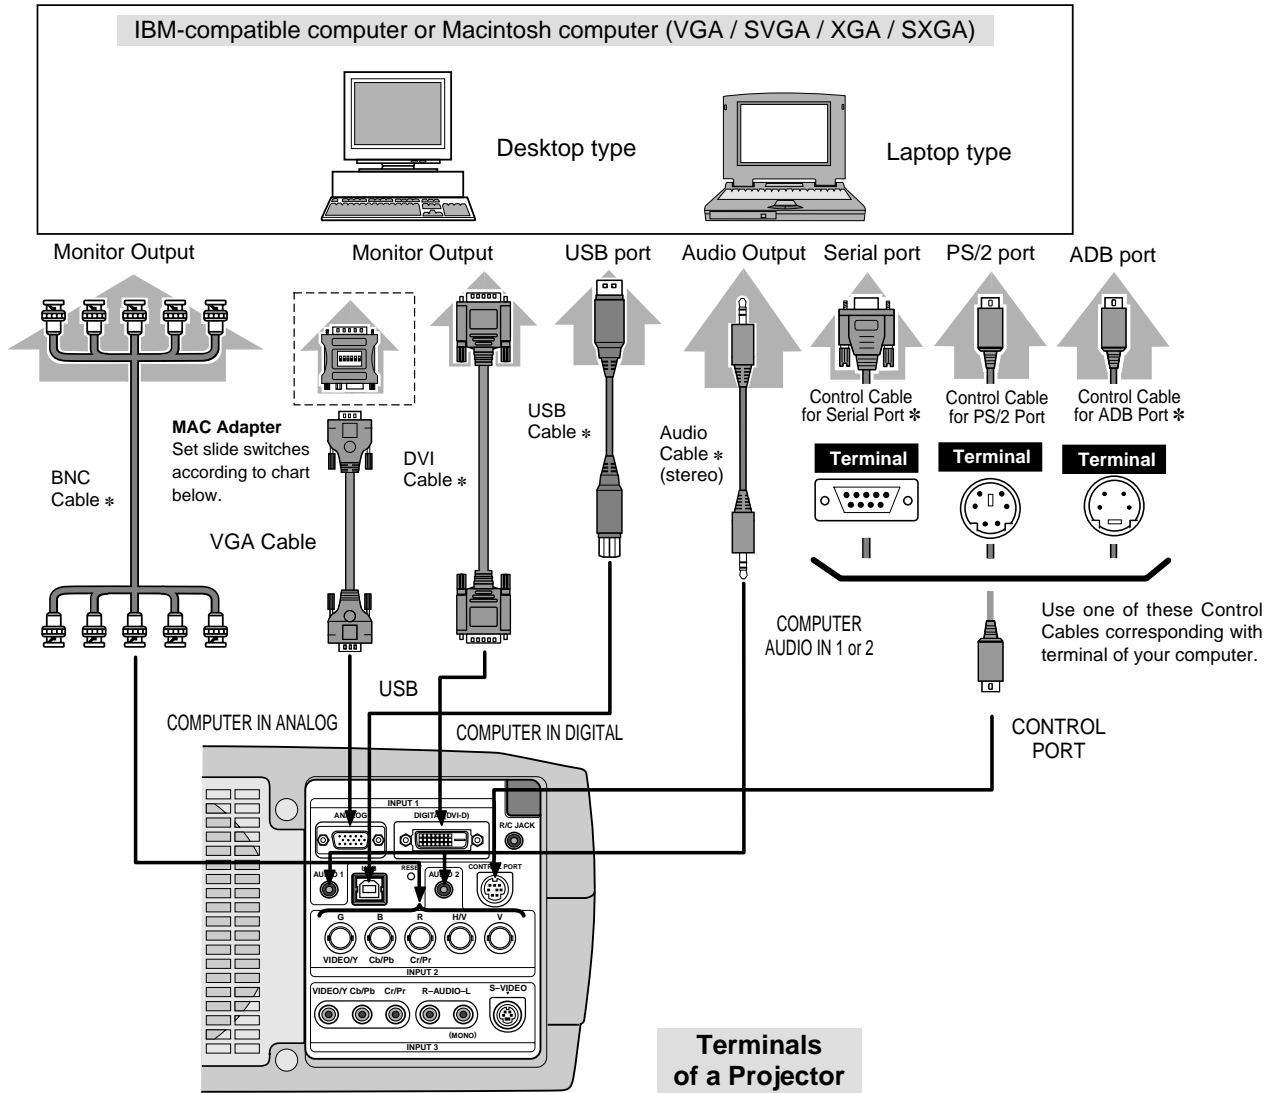 IBM-compatible computer or Macintosh computer (VGA / SVGA / XGA / SXGA)
Desktop type
Laptop type
Monitor Output
Monitor Output
USB port
Audio Output
Serial port
PS/2 port
ADB port
Control Cable
for Serial Port ✻
Control Cable
for PS/2 Port
Control Cable
for ADB Port ✻
MAC Adapter
Set slide switches
according to chart
below.
USB
Cable ✻
Audio
Cable ✻
(stereo)
BNC
Cable ✻
DVI
Cable ✻
Terminal
Terminal
Terminal
VGA Cable
COMPUTER
AUDIO IN 1 or 2
Use one of these Control
Cables corresponding with
terminal of your computer.
USB
COMPUTER IN ANALOG
COMPUTER IN DIGITAL
CONTROL
PORT
INPUT 1
ANALOG
DIGITAL (DVI-D)
R/C JACK
AUDIO 1
USB
RESET
AUDIO 2
CONTROL PORT
G
B
R
H/V
V
VIDEO/Y
Cb/Pb
Cr/Pr
INPUT 2
VIDEO/Y Cb/Pb
Cr/Pr
R–AUDIO–L
S–VIDEO
(MONO)
INPUT 3
Terminals
of a Projector